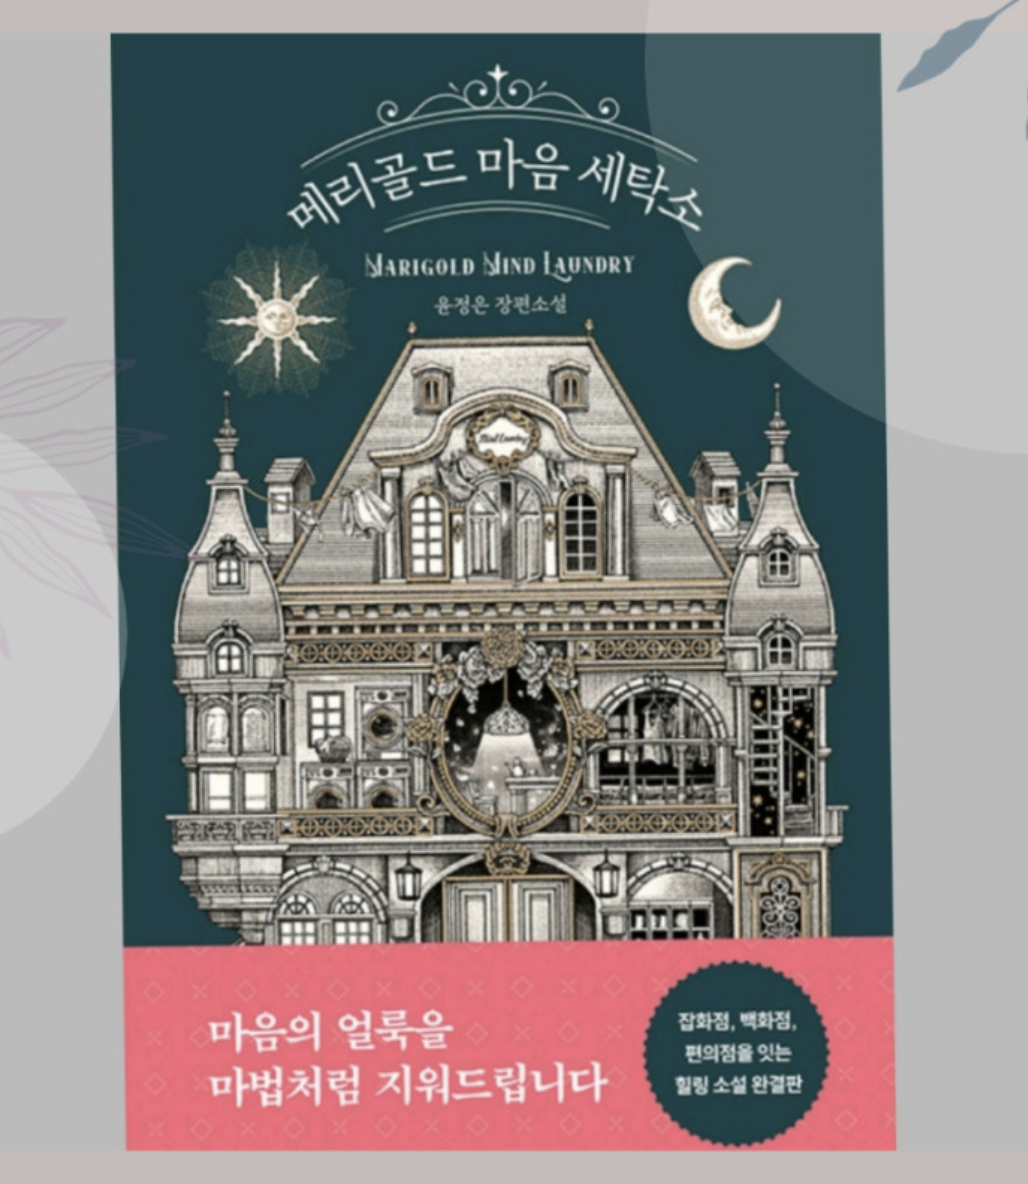 메리골드 마음 세탁소
MARIGOLD MIND LAUNDRY
윤정은 장편소설
Mind Laundry
마음의 얼룩을
마법처럼 지워드립니다
잡화점, 백화점,
편의점을 잇는
힐링 소설 완결판